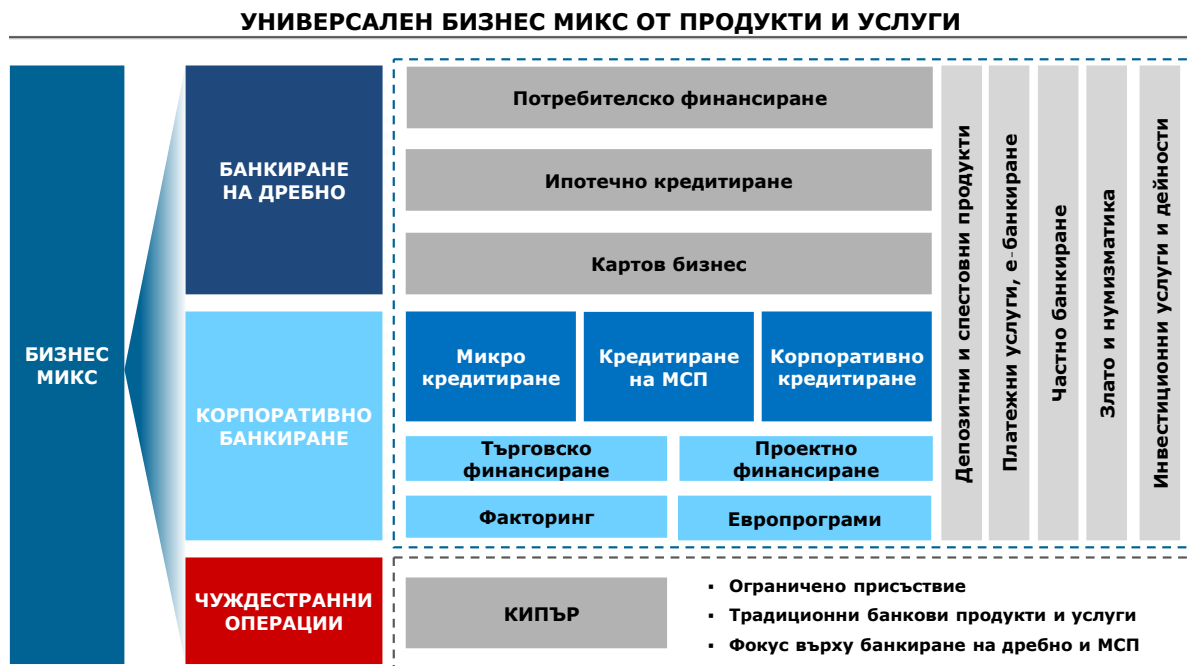 УНИВЕРСАЛЕН БИЗНЕС МИКС ОТ ПРОДУКТИ И УСЛУГИ
БИЗНЕС
МИКС
БАНКИРАНЕ
НА ДРЕБНО
Потребителско финансиране
Ипотечно кредитиране
Картов бизнес
КОРПОРАТИВНО
БАНКИРАНЕ
Микро
кредитиране
Кредитиране
на МСП
Корпоративно
кредитиране
Търговско
финансиране
Проектно
финансиране
Факторинг
Европрограми
Депозитни и спестовни продукти
Платежни услуги, е-банкиране
Частно банкиране
Злато и нумизматика
Инвестиционни услуги и дейности
ЧУЖДЕСТРАННИ
ОПЕРАЦИИ
КИПЪР
▪ Ограничено присъствие
▪ Традиционни банкови продукти и услуги
▪ Фокус върху банкиране на дребно и МСП